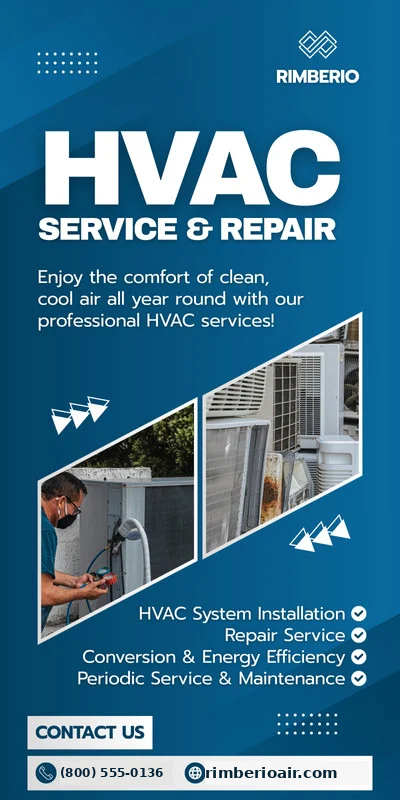 RIMBERIO
HVAC
SERVICE & REPAIR
Enjoy the comfort of clean,
cool air all year round with our
professional HVAC services!
HVAC System Installation
Repair Service
Conversion & Energy Efficiency
Periodic Service & Maintenance
CONTACT US
(800) 555-0136
rimberioair.com